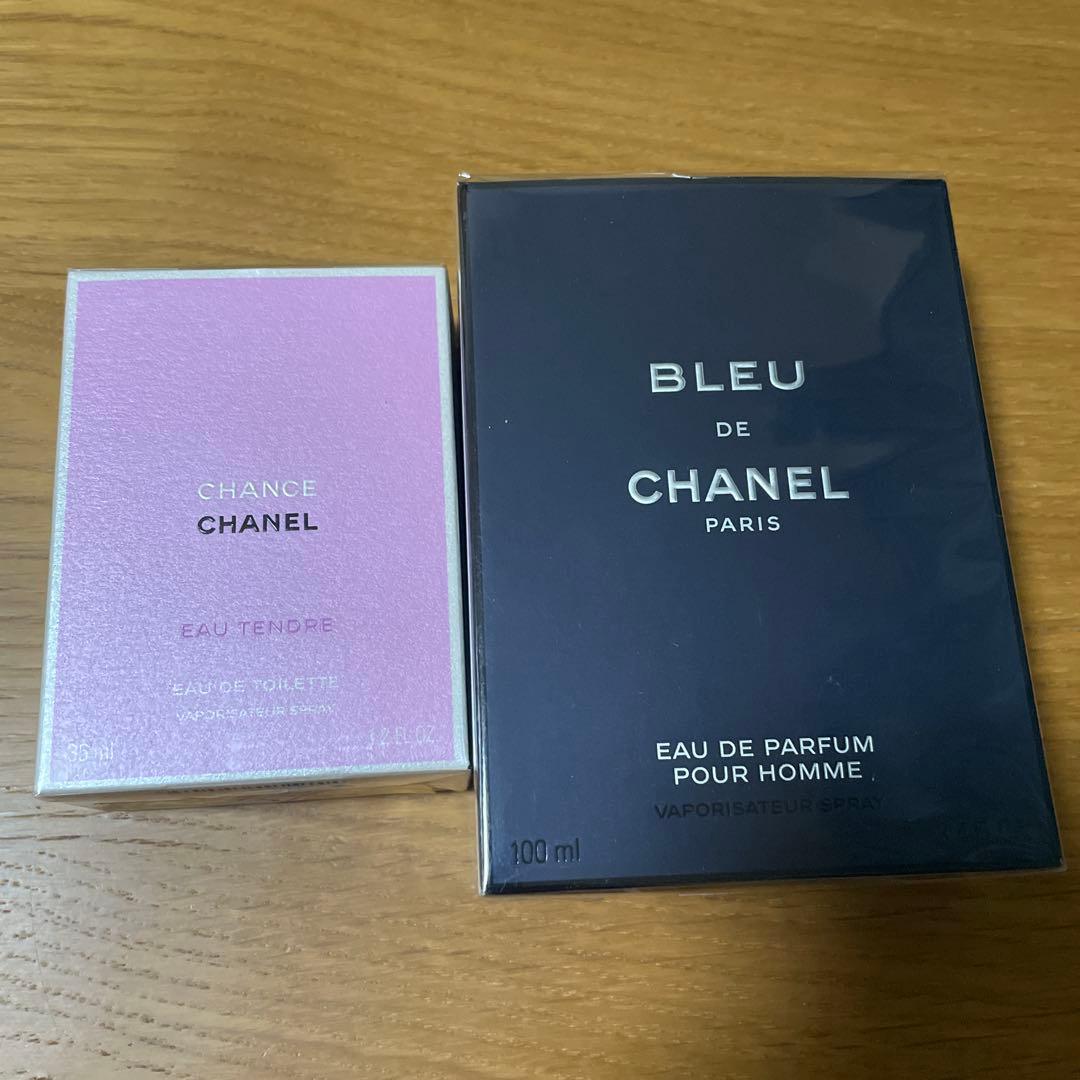 CHANCE
CHANEL
EAU TENDRE
EAU DE TOILETTE
VAPORISATEUR SPRAY
35 ml
1.2 FL.OZ.
BLEU
DE
CHANEL
PARIS
EAU DE PARFUM
POUR HOMME
VAPORISATEUR SPRAY
100 ml